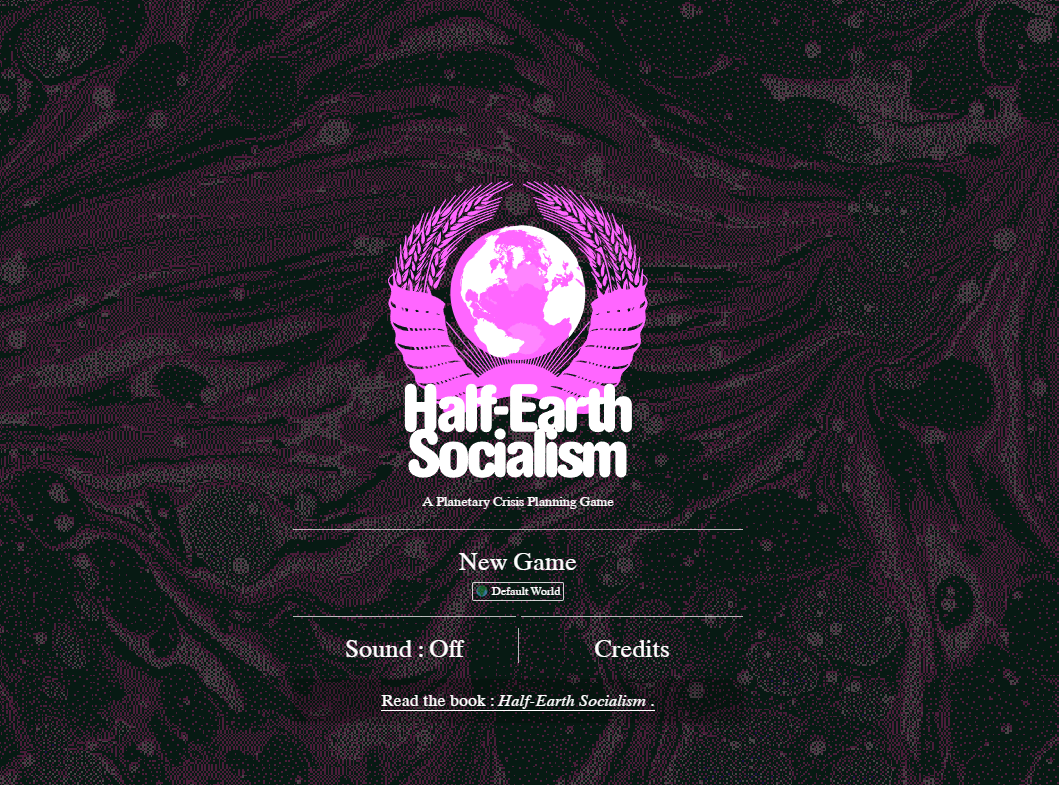 Half-Earth
Socialism
A Planetary Crisis Planning Game
New Game
Default World
Sound : Off
Credits
Read the book : Half-Earth Socialism .